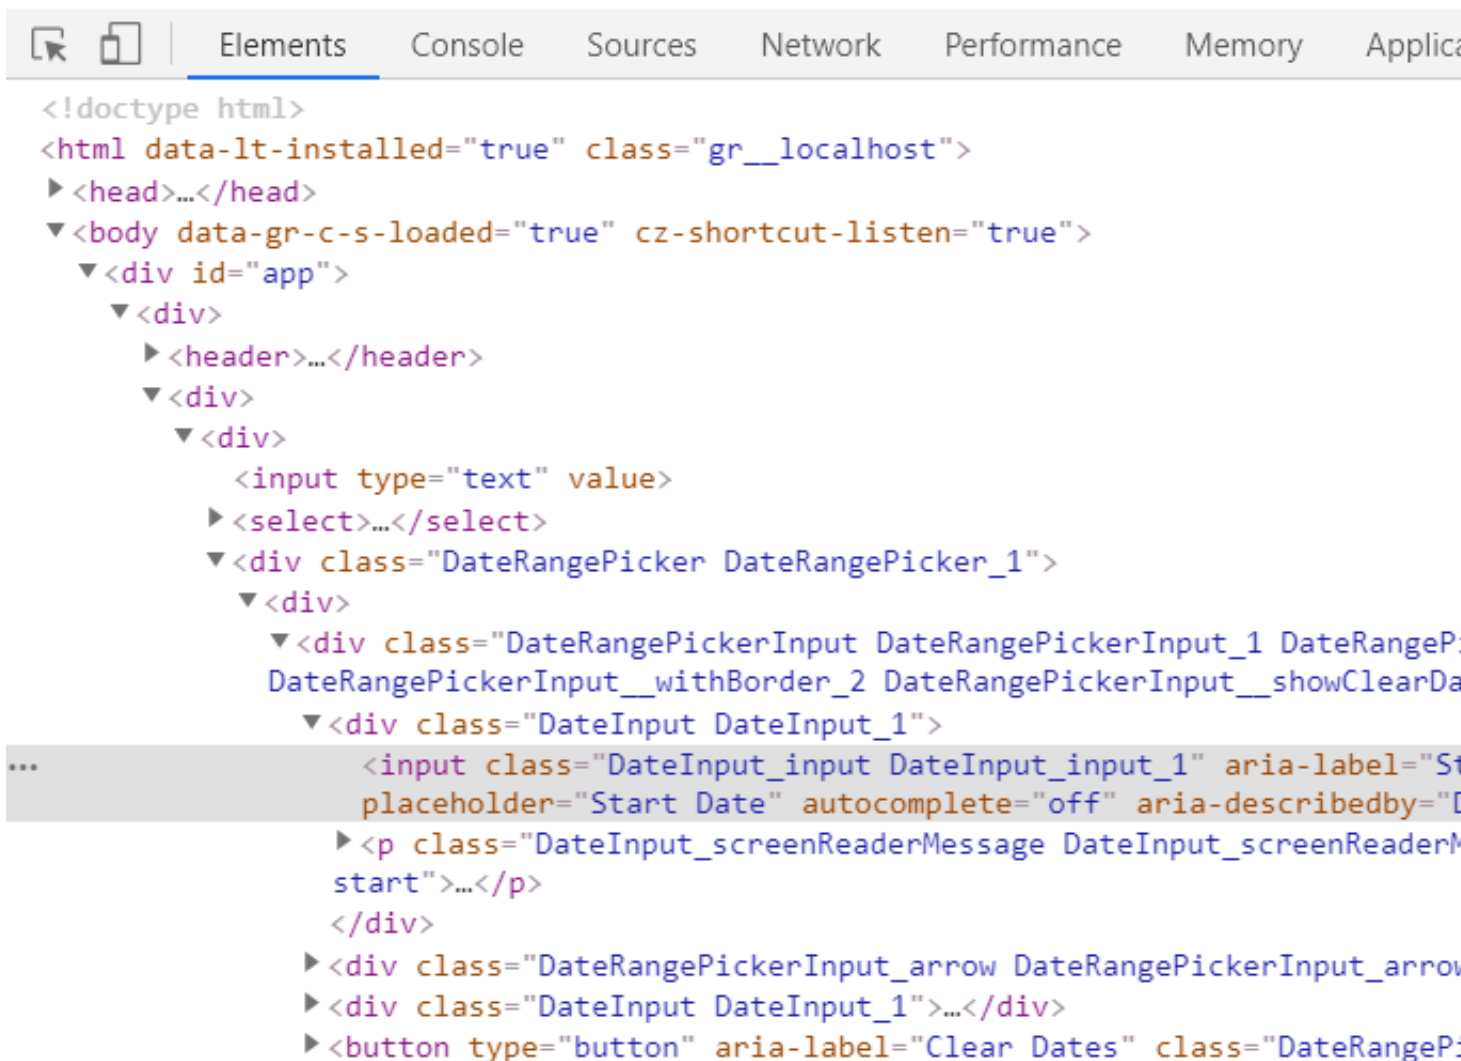 Elements Console Sources Network Performance Memory
<!doctype html>
<html data-lt-installed="true" class="gr__localhost">
<head>…</head>
<body data-gr-c-s-loaded="true" cz-shortcut-listen="true">
<div id="app">
<div>
<header>…</header>
<div>
<div>
<input type="text" value>
<select>…</select>
<div class="DateRangePicker DateRangePicker_1">
<div>
<div class="DateRangePickerInput DateRangePickerInput_1
DateRangePickerInput__withBorder_2
<div class="DateInput DateInput_1">
<input class="DateInput_input DateInput_input_1" aria-label="
placeholder="Start Date" autocomplete="off" aria-describedby="
<p class="DateInput_screenReaderMessage
start">…</p>
</div>
<div class="DateRangePickerInput_arrow
<div class="DateInput DateInput_1">…</div>
<button type="button" aria-label="Clear Dates" class="